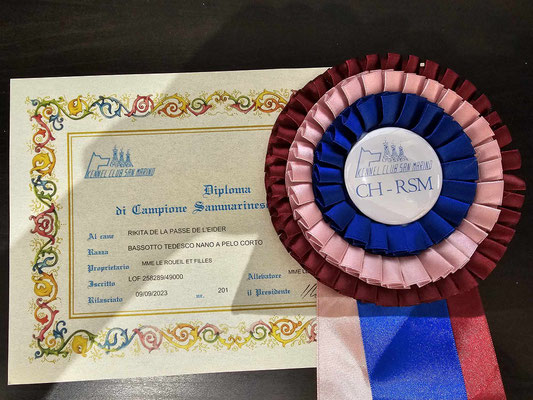 KENNEL CLUB SAN MARINO
Diploma
di Campione Sammarines
Al cane RIKITA DE LA PASSE DE L'EIDER
Razza BASSOTTO TEDESCO NANO A PELO CORTO
Proprietario MME LE ROUEIL ET FILLES
Iscritto LOF 258289/49000 Allevatore MME L
Rilasciato 09/09/2023 nr. 201 il Presidente
KENNEL CLUB SAN MARINO
CH - RSM